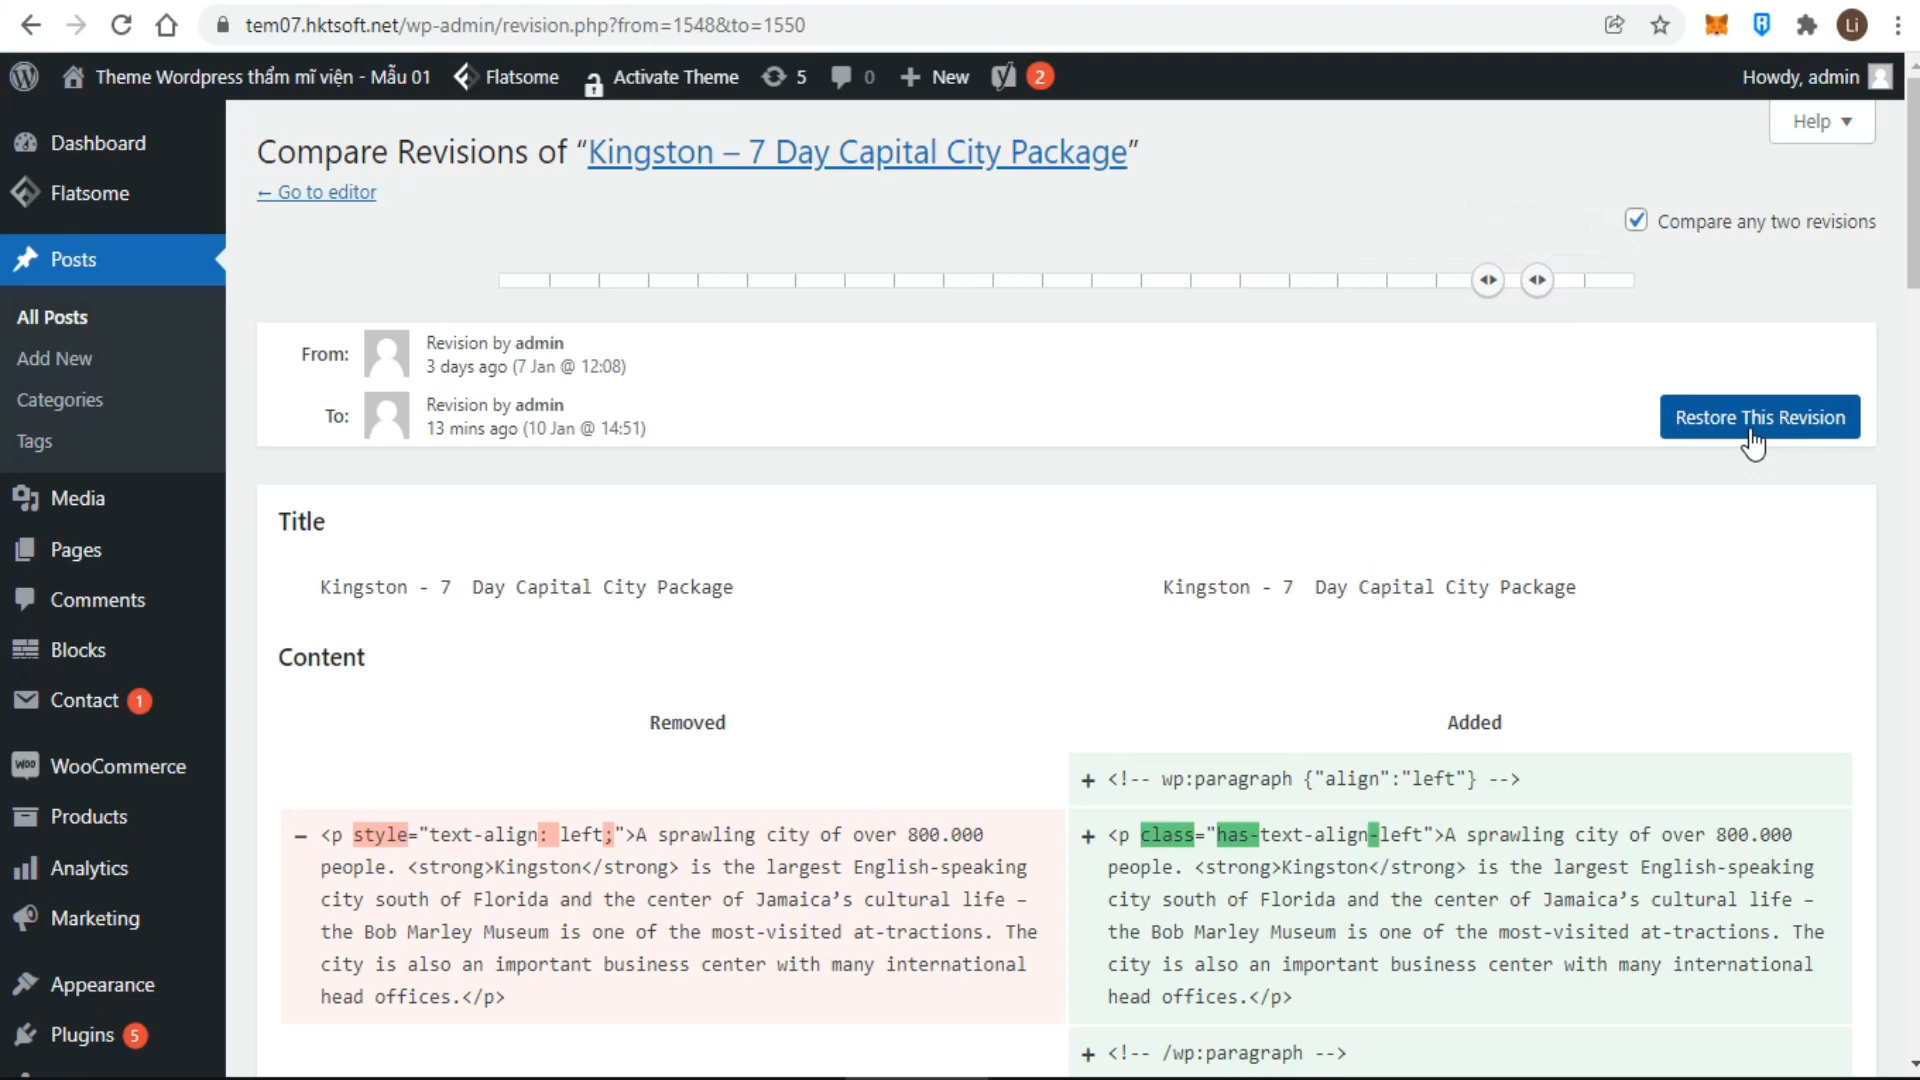 tem07.hktsoft.net/wp-admin/revision.php?from=1548&to=1550
Li
Theme Wordpress thẩm mĩ viện - Mẫu 01
Flatsome
Activate Theme
5
0
New
2
Howdy, admin
Dashboard
Flatsome
Posts
All Posts
Add New
Categories
Tags
Media
Pages
Comments
Blocks
Contact 1
WooCommerce
Products
Analytics
Marketing
Appearance
Plugins 5
Help
Compare Revisions of “Kingston – 7 Day Capital City Package”
← Go to editor
Compare any two revisions
From:
Revision by admin
3 days ago (7 Jan @ 12:08)
To:
Revision by admin
13 mins ago (10 Jan @ 14:51)
Restore This Revision
Title
Kingston - 7  Day Capital City Package
Kingston - 7  Day Capital City Package
Content
Removed
Added
+ <!-- wp:paragraph {"align":"left"} -->
– <p style="text-align: left;">A sprawling city of over 800.000
people. <strong>Kingston</strong> is the largest English-speaking
city south of Florida and the center of Jamaica’s cultural life –
the Bob Marley Museum is one of the most-visited at-tractions. The
city is also an important business center with many international
head offices.</p>
+ <p class="has-text-align-left">A sprawling city of over 800.000
people. <strong>Kingston</strong> is the largest English-speaking
city south of Florida and the center of Jamaica’s cultural life –
the Bob Marley Museum is one of the most-visited at-tractions. The
city is also an important business center with many international
head offices.</p>
+ <!-- /wp:paragraph -->